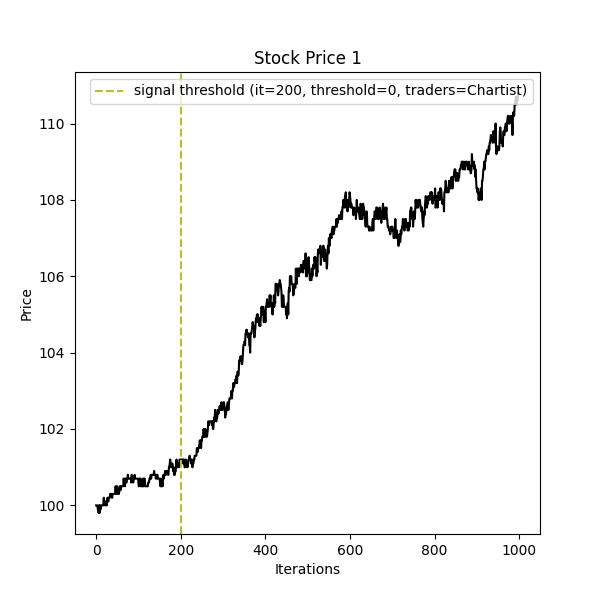 Stock Price 1
signal threshold (it=200, threshold=0, traders=Chartist)
110
108
106
104
102
100
Price
0 200 400 600 800 1000
Iterations